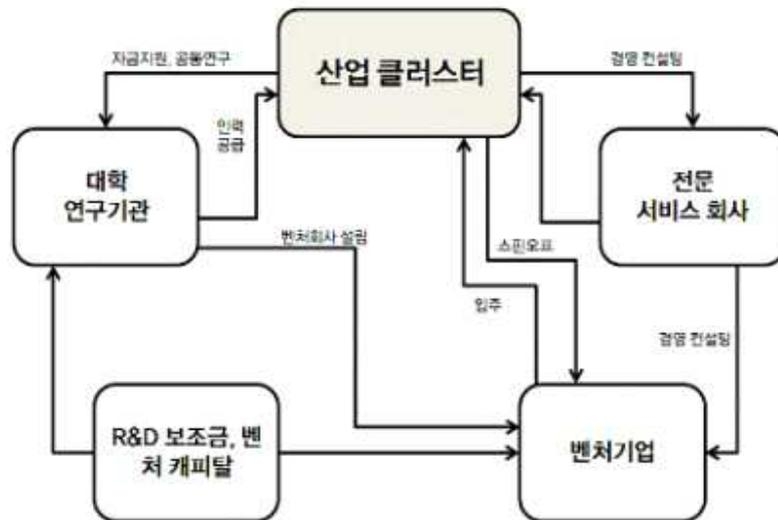 산업 클러스터
자금지원, 공동연구
경영 컨설팅
인력
공급
대학
연구기관
전문
서비스 회사
벤처회사 설립
스핀오프
입주
경영 컨설팅
R&D 보조금, 벤
처 캐피탈
벤처기업